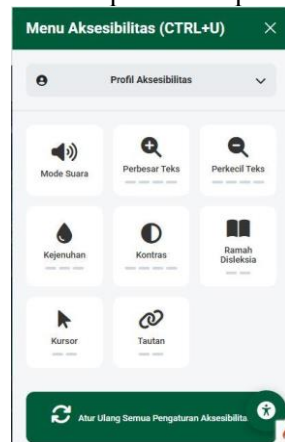 Menu Aksesibilitas (CTRL+U)
Profil Aksesibilitas
Mode Suara
Perbesar Teks
Perkecil Teks
Kejenuhan
Kontras
Ramah
Disleksia
Kursor
Tautan
Atur Ulang Semua Pengaturan Aksesibilita